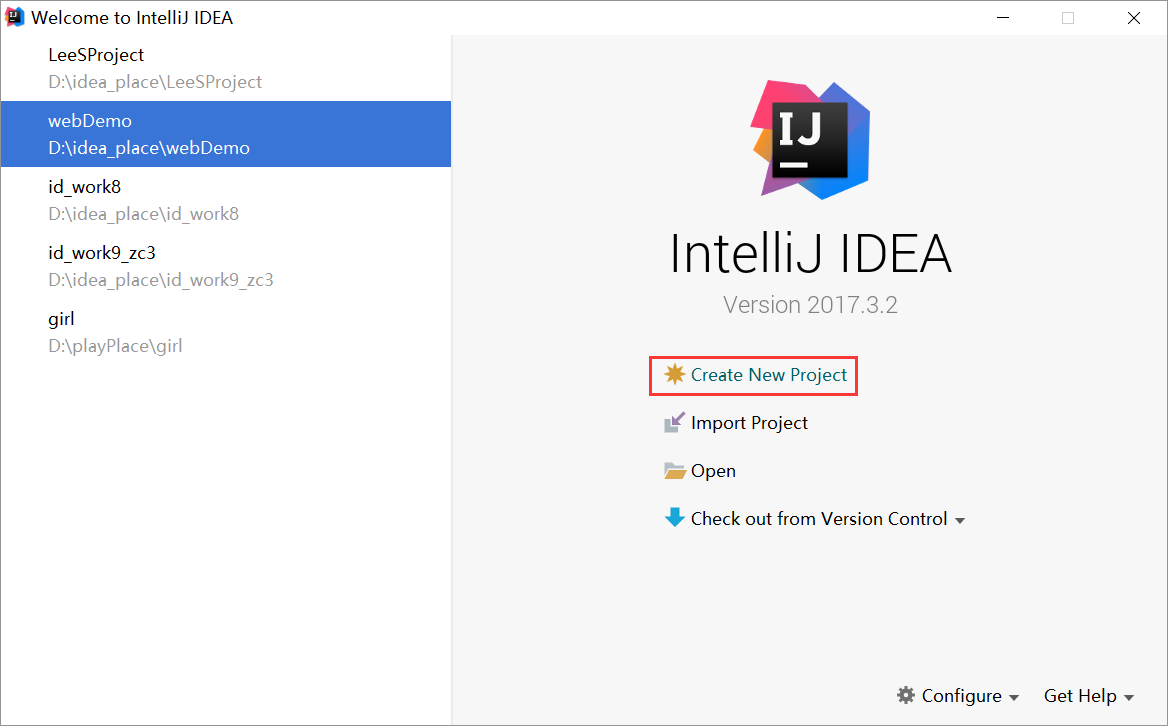 Welcome to IntelliJ IDEA
LeeSProject
D:\idea_place\LeeSProject
webDemo
D:\idea_place\webDemo
id_work8
D:\idea_place\id_work8
id_work9_zc3
D:\idea_place\id_work9_zc3
girl
D:\playPlace\girl
IJ
IntelliJ IDEA
Version 2017.3.2
Create New Project
Import Project
Open
Check out from Version Control
Configure
Get Help